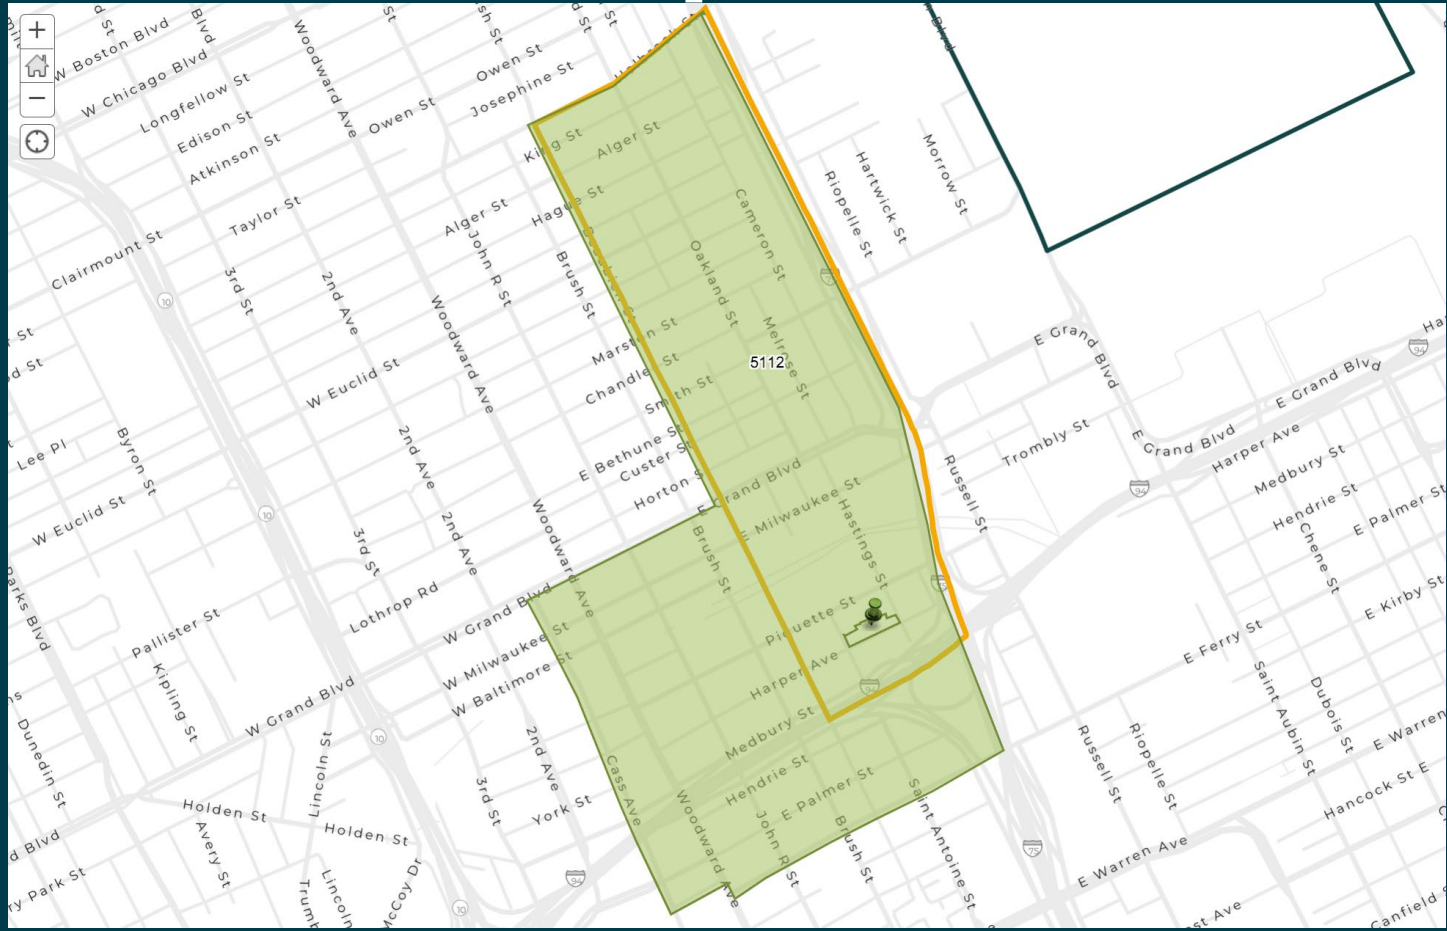 +
−
W Boston Blvd
W Chicago Blvd
Longfellow St
Edison St
Atkinson St
Taylor St
Clairmount St
Woodward Ave
Owen St
Owen St
Josephine St
King St
Alger St
Hague St
Alger St
John R St
Brush St
Cameron St
Oakland St
Melrose St
Riopelle St
Hartwick St
Morrow St
3rd St
2nd Ave
Woodward Ave
W Euclid St
Marston St
Chandler St
Smith St
5112
E Bethune St
Custer St
Horton St
E Grand Blvd
E Milwaukee St
Hastings St
Russell St
Trombly St
E Grand Blvd
E Grand Blvd
E Grand Blvd
Harper Ave
Medbury St
Hendrie St
E Palmer St
Chene St
E Kirby St
E Ferry St
Lee Pl
Byron St
W Euclid St
10
10
2nd Ave
2nd Ave
3rd St
Woodward Ave
Lothrop Rd
W Grand Blvd
W Milwaukee St
W Baltimore St
Brush St
Piquette St
Harper Ave
Medbury St
Hendrie St
E Palmer St
94
94
94
94
75
Pallister St
Kipling St
W Grand Blvd
Dunedin St
10
Lincoln St
Holden St
Holden St
Avery St
Lincoln
McCoy Dr
10
2nd Ave
3rd St
York St
Cass Ave
Woodward Ave
John R St
Brush St
Saint Antoine St
Russell St
Riopelle St
Saint Aubin St
Dubois St
E Warren
Hancock St E
E Warren Ave
Canfield